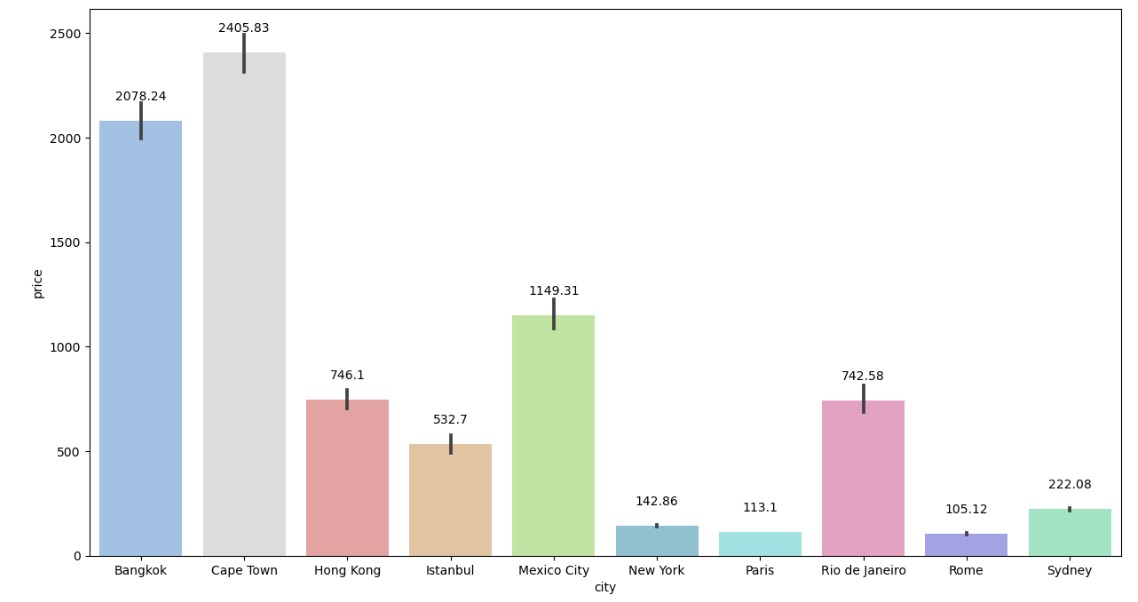 2500
2000
1500
1000
500
0
price
2078.24
2405.83
746.1
532.7
1149.31
142.86
113.1
742.58
105.12
222.08
Bangkok
Cape Town
Hong Kong
Istanbul
Mexico City
New York
Paris
Rio de Janeiro
Rome
Sydney
city